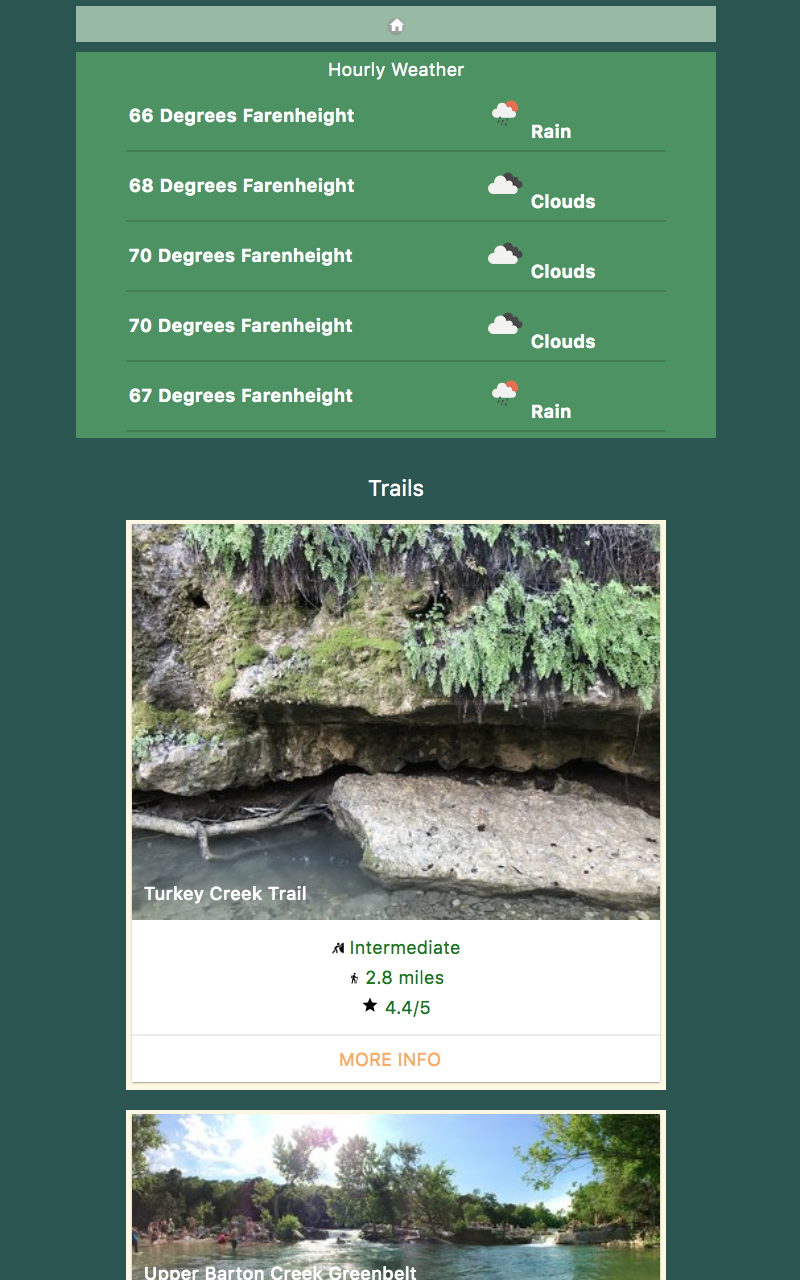 Hourly Weather
66 Degrees Farenheight
Rain
68 Degrees Farenheight
Clouds
70 Degrees Farenheight
Clouds
70 Degrees Farenheight
Clouds
67 Degrees Farenheight
Rain
Trails
Turkey Creek Trail
Intermediate
2.8 miles
4.4/5
MORE INFO
Upper Barton Creek Greenbelt